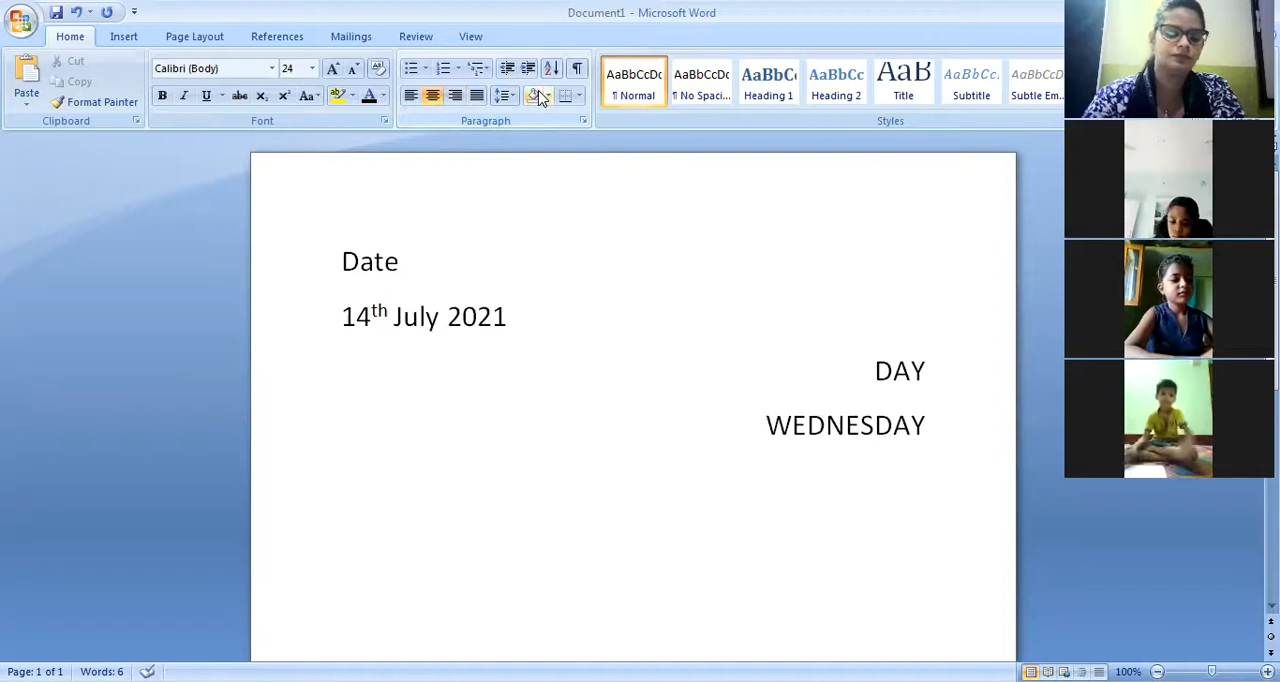 Document1 - Microsoft Word
Home Insert Page Layout References Mailings Review View
Paste
Cut
Copy
Format Painter
Clipboard
Calibri (Body) 24
Font
Paragraph
AaBbCcDc AaBbCcDc AaBbC AaBbCc AaB AaBbCc. AaBbCcDc
¶ Normal ¶ No Spaci... Heading 1 Heading 2 Title Subtitle Subtle Em...
Styles
Date
14th July 2021
DAY
WEDNESDAY
Page: 1 of 1 Words: 6 100%